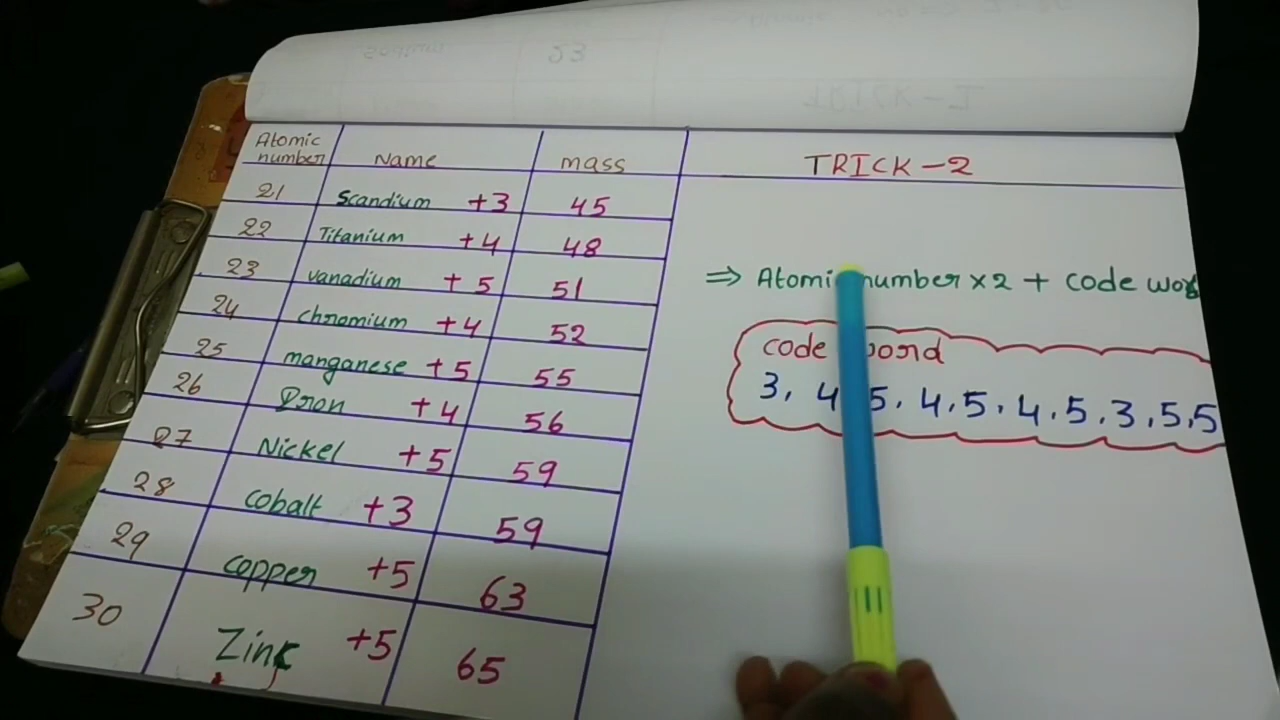 Atomic number Name mass TRICK-2
21 Scandium +3 45
22 Titanium +4 48
23 vanadium +5 51
24 chromium +4 52
25 manganese +5 55
26 Iron +4 56
27 Nickel +5 59
28 cobalt +3 59
29 copper +5 63
30 Zinc +5 65
⇒ Atomic number x2 + code word
code word
3, 4 5, 4, 5, 4, 5, 3, 5, 5